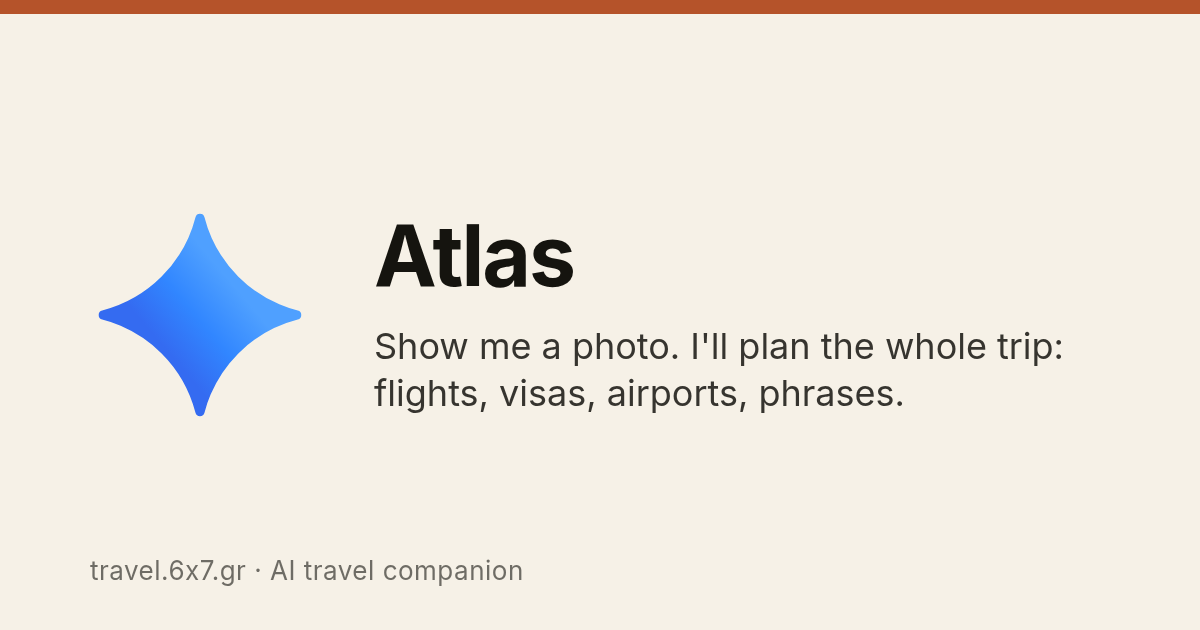 Atlas
Show me a photo. I'll plan the whole trip:
flights, visas, airports, phrases.
travel.6x7.gr · AI travel companion